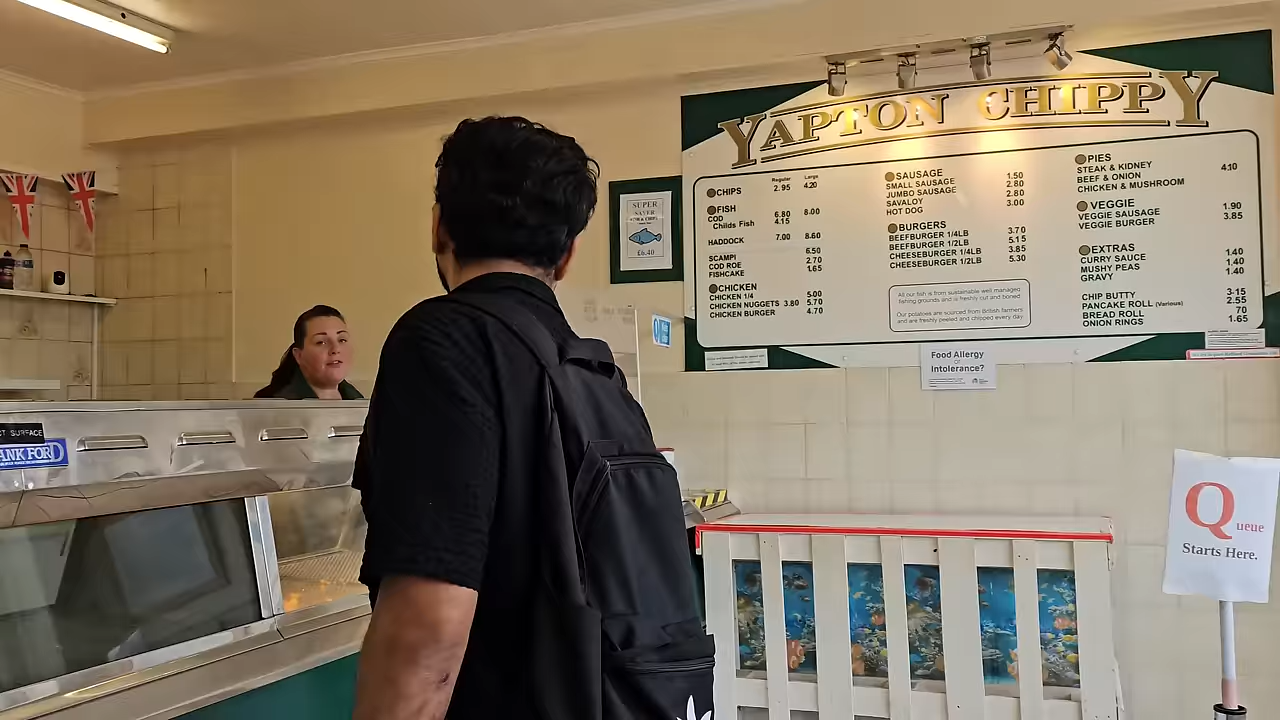 YAPTON CHIPPY
Regular Large
CHIPS 2.95 4.20
FISH
COD 6.80 8.00
Childs Fish 4.15
HADDOCK 7.00 8.60
SCAMPI 6.50
COD ROE 2.70
FISHCAKE 1.65
CHICKEN
CHICKEN 1/4 5.00
CHICKEN NUGGETS 3.80 5.70
CHICKEN BURGER 4.70
SAUSAGE
SMALL SAUSAGE 1.50
JUMBO SAUSAGE 2.80
SAVALOY 2.80
HOT DOG 3.00
BURGERS
BEEFBURGER 1/4LB 3.70
BEEFBURGER 1/2LB 5.15
CHEESEBURGER 1/4LB 3.85
CHEESEBURGER 1/2LB 5.30
All our fish is from sustainable well managed
fishing grounds and is freshly cut and boned
Our potatoes are sourced from British farmers
and are freshly peeled and chipped every day
PIES
STEAK & KIDNEY 4.10
BEEF & ONION
CHICKEN & MUSHROOM
VEGGIE
VEGGIE SAUSAGE 1.90
VEGGIE BURGER 3.85
EXTRAS
CURRY SAUCE 1.40
MUSHY PEAS 1.40
GRAVY 1.40
CHIP BUTTY 3.15
PANCAKE ROLL (Various) 2.55
BREAD ROLL 70
ONION RINGS 1.65
SUPER
SAVER
£6.40
Food Allergy
or
Intolerance?
Queue
Starts Here.
CT SURFACE
ANK FORD